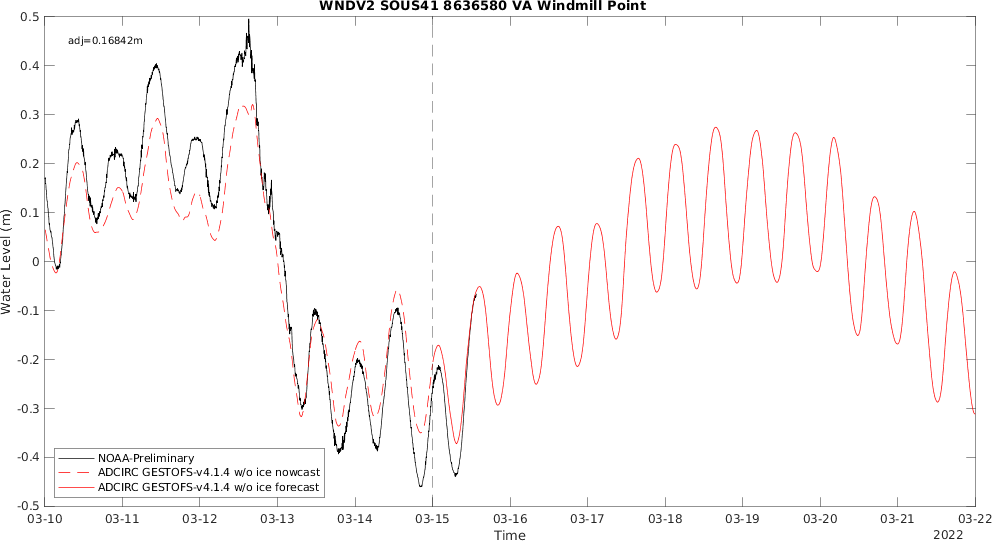 WNDV2 SOUS41 8636580 VA Windmill Point
adj=0.16842m
Water Level (m)
0.5
0.4
0.3
0.2
0.1
0
-0.1
-0.2
-0.3
-0.4
-0.5
NOAA-Preliminary
ADCIRC GESTOFS-v4.1.4 w/o ice nowcast
ADCIRC GESTOFS-v4.1.4 w/o ice forecast
03-10 03-11 03-12 03-13 03-14 03-15 03-16 03-17 03-18 03-19 03-20 03-21 03-22
Time
2022